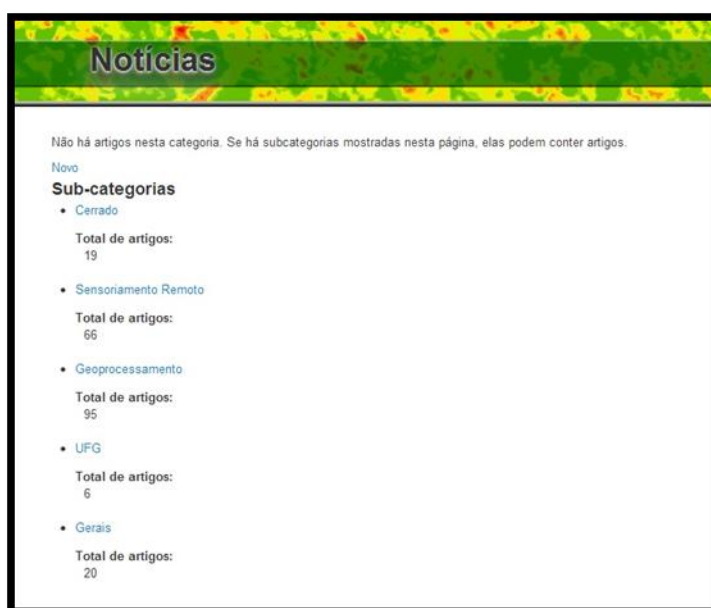 Notícias
Não há artigos nesta categoria. Se há subcategorias mostradas nesta página, elas podem conter artigos.
Novo
Sub-categorias
Cerrado
Total de artigos:
19
Sensoriamento Remoto
Total de artigos:
66
Geoprocessamento
Total de artigos:
95
UFG
Total de artigos:
6
Gerais
Total de artigos:
20